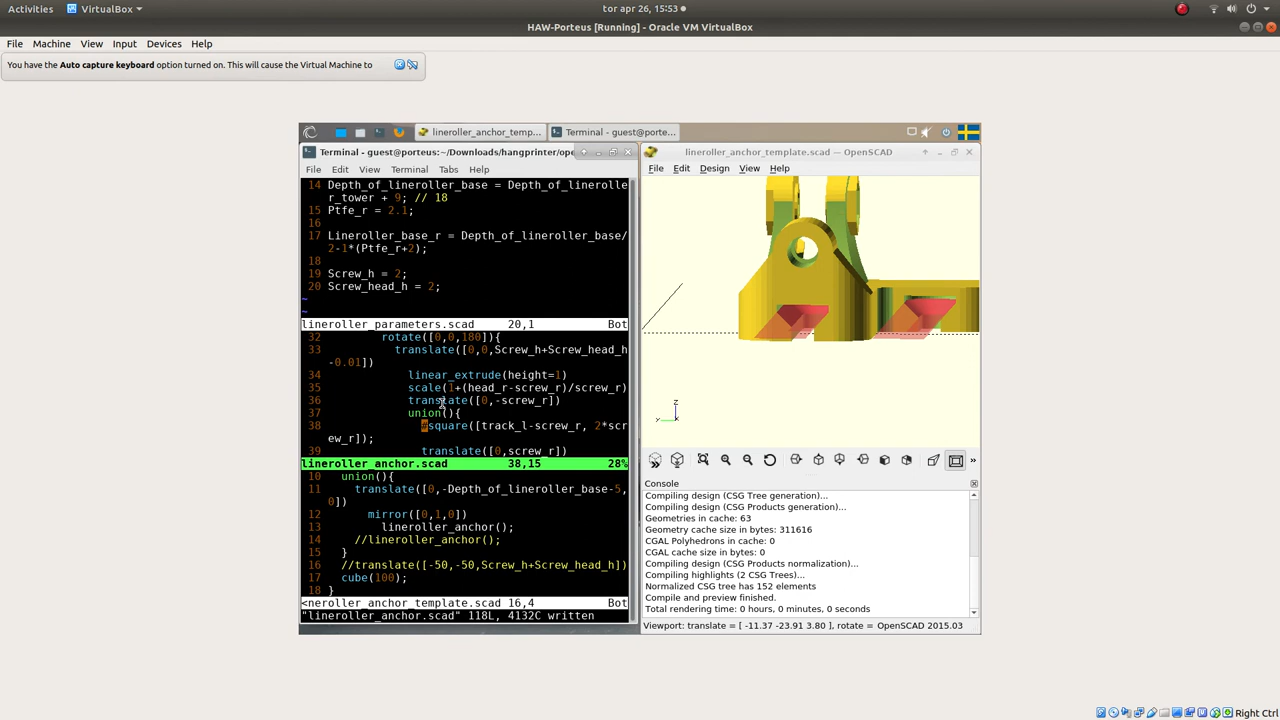 Activities
VirtualBox
tor apr 26, 15:53
HAW-Porteus [Running] - Oracle VM VirtualBox
File Machine View Input Devices Help
You have the Auto capture keyboard option turned on. This will cause the Virtual Machine to
lineroller_anchor_temp...
Terminal - guest@porte...
Terminal - guest@porteus:~/Downloads/hangprinter/ope
File Edit View Terminal Tabs Help
14 Depth_of_lineroller_base = Depth_of_linerolle
r_tower + 9; // 18
15 Ptfe_r = 2.1;
16
17 Lineroller_base_r = Depth_of_lineroller_base/
2-1*(Ptfe_r+2);
18
19 Screw_h = 2;
20 Screw_head_h = 2;
~
~
lineroller_parameters.scad 20,1 Bot
32 rotate([0,0,180]){
33 translate([0,0,Screw_h+Screw_head_h
-0.01])
34 linear_extrude(height=1)
35 scale(1+(head_r-screw_r)/screw_r)
36 translate([0,-screw_r])
37 union(){
38 #square([track_l-screw_r, 2*scr
ew_r]);
39 translate([0,screw_r])
lineroller_anchor.scad 38,15 28%
10 union(){
11 translate([0,-Depth_of_lineroller_base-5,
0])
12 mirror([0,1,0])
13 lineroller_anchor();
14 //lineroller_anchor();
15 }
16 //translate([-50,-50,Screw_h+Screw_head_h])
17 cube(100);
18 }
<neroller_anchor_template.scad 16,4 Bot
"lineroller_anchor.scad" 118L, 4132C written
lineroller_anchor_template.scad — OpenSCAD
File Edit Design View Help
z
y
x
Console
Compiling design (CSG Tree generation)...
Compiling design (CSG Products generation)...
Geometries in cache: 63
Geometry cache size in bytes: 311616
CGAL Polyhedrons in cache: 0
CGAL cache size in bytes: 0
Compiling design (CSG Products normalization)...
Compiling highlights (2 CSG Trees)...
Normalized CSG tree has 152 elements
Compile and preview finished.
Total rendering time: 0 hours, 0 minutes, 0 seconds
Viewport: translate = [ -11.37 -23.91 3.80 ], rotate = OpenSCAD 2015.03
Right Ctrl